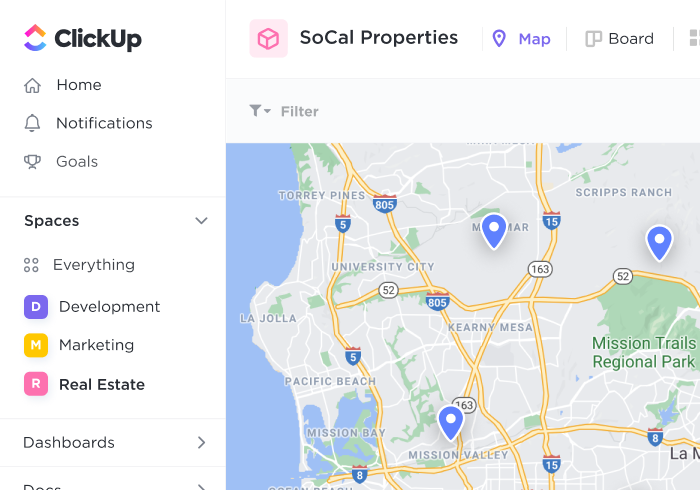 ClickUp
SoCal Properties
Map
Board
Home
Notifications
Goals
Filter
Spaces
Everything
D Development
M Marketing
R Real Estate
Dashboards
Docs
TORREY PINES
SCRIPPS RANCH
805
5
15
UNIVERSITY CITY
163
52
52
805
LA JOLLA
KEARNY MESA
Mission Trails
Regional Park
5
PACIFIC BEACH
163
MISSION BAY
MISSION VALLEY
8
La M
15
8
OCEAN BEACH